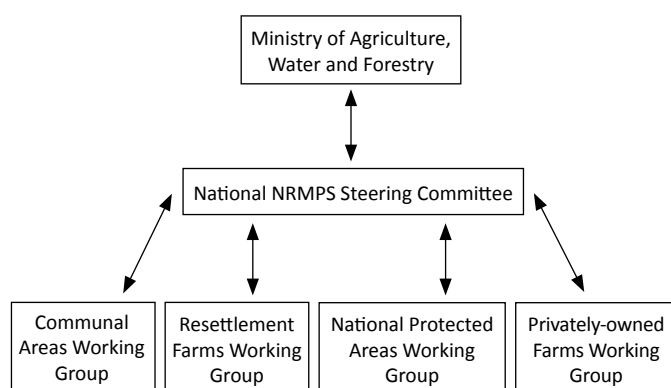 Ministry of Agriculture,
Water and Forestry
National NRMPS Steering Committee
Communal
Areas Working
Group
Resettlement
Farms Working
Group
National Protected
Areas Working
Group
Privately-owned
Farms Working
Group